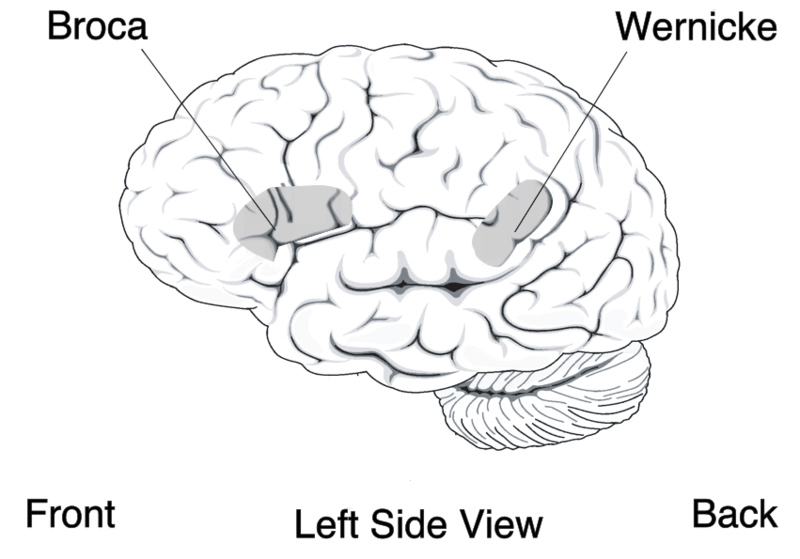 Broca
Wernicke
Front
Left Side View
Back